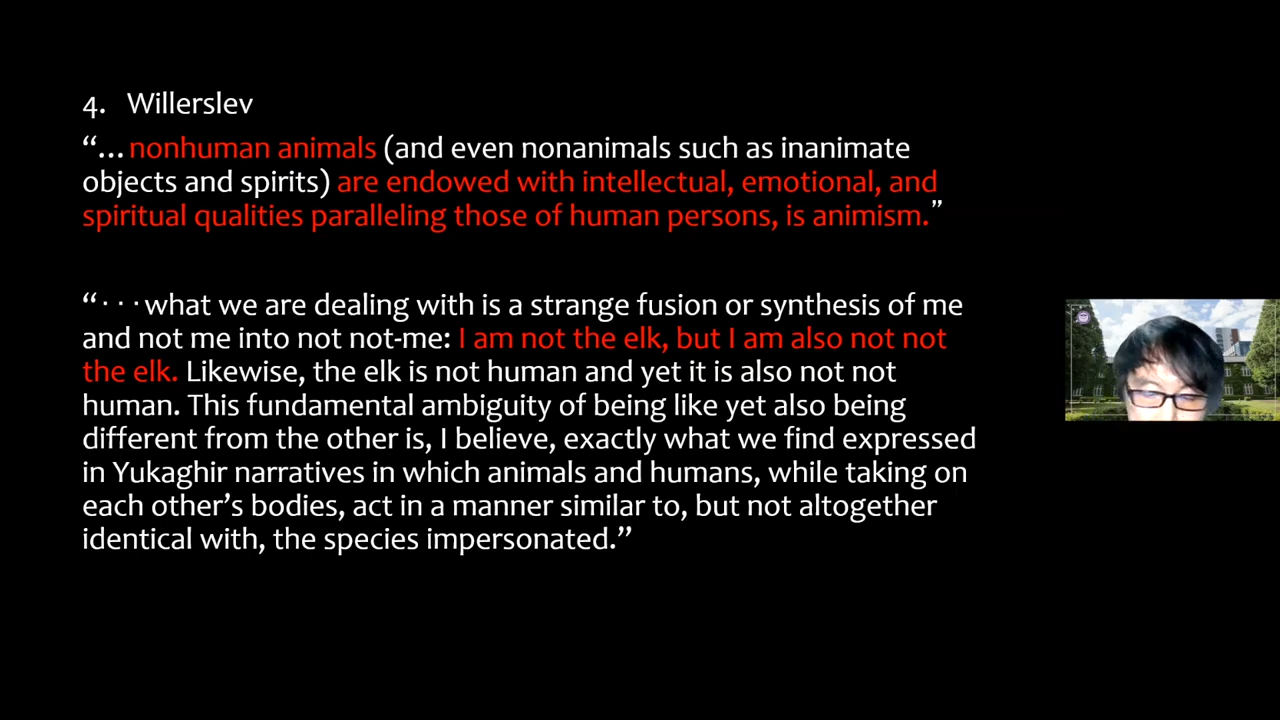 4. Willerslev
“…nonhuman animals (and even nonanimals such as inanimate
objects and spirits) are endowed with intellectual, emotional, and
spiritual qualities paralleling those of human persons, is animism.”
“･･･what we are dealing with is a strange fusion or synthesis of me
and not me into not not-me: I am not the elk, but I am also not not
the elk. Likewise, the elk is not human and yet it is also not not
human. This fundamental ambiguity of being like yet also being
different from the other is, I believe, exactly what we find expressed
in Yukaghir narratives in which animals and humans, while taking on
each other’s bodies, act in a manner similar to, but not altogether
identical with, the species impersonated.”